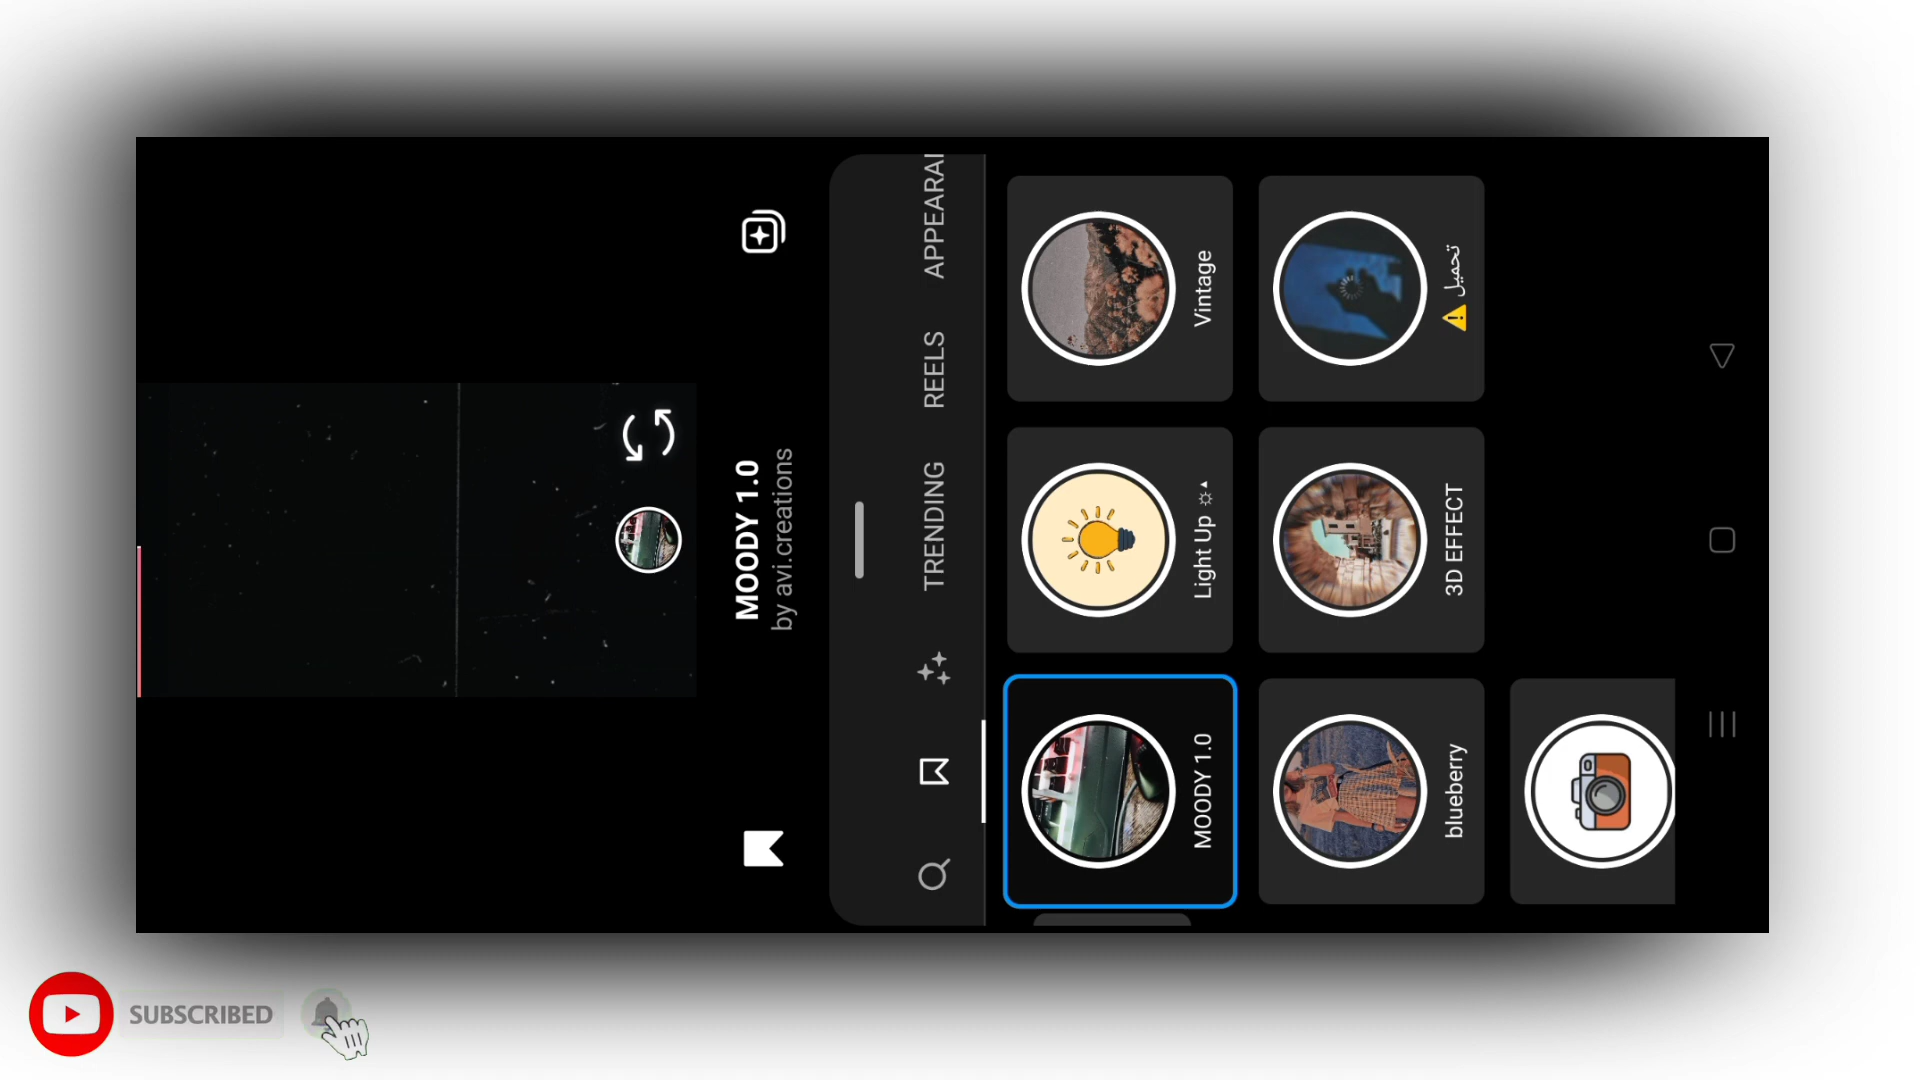 MOODY 1.0
by avi.creations
TRENDING
REELS
APPEARAI
MOODY 1.0
Light Up ☼▲
Vintage
blueberry
3D EFFECT
⚠️ تحميل
SUBSCRIBED